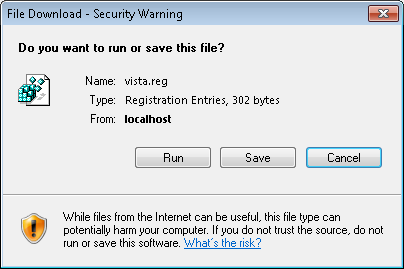 File Download - Security Warning
Do you want to run or save this file?
Name: vista.reg
Type: Registration Entries, 302 bytes
From: localhost
Run Save Cancel
While files from the Internet can be useful, this file type can
potentially harm your computer. If you do not trust the source, do not
run or save this software. What's the risk?